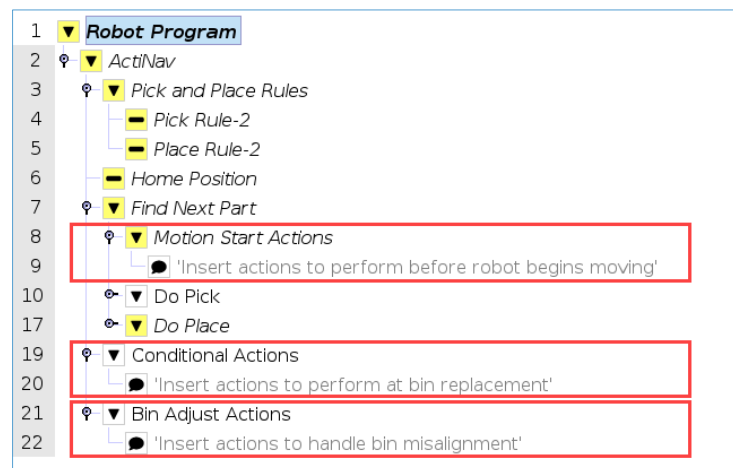 1 Robot Program
2 ActiNav
3 Pick and Place Rules
4 Pick Rule-2
5 Place Rule-2
6 Home Position
7 Find Next Part
8 Motion Start Actions
9 'Insert actions to perform before robot begins moving'
10 Do Pick
17 Do Place
19 Conditional Actions
20 'Insert actions to perform at bin replacement'
21 Bin Adjust Actions
22 'Insert actions to handle bin misalignment'